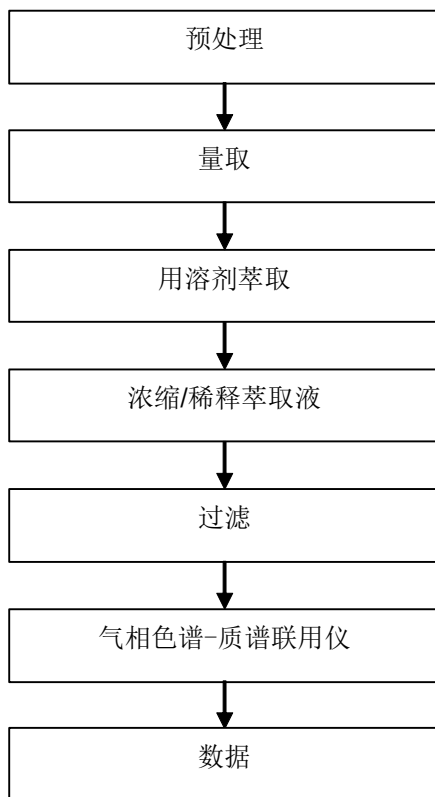 预处理
量取
用溶剂萃取
浓缩/稀释萃取液
过滤
气相色谱-质谱联用仪
数据